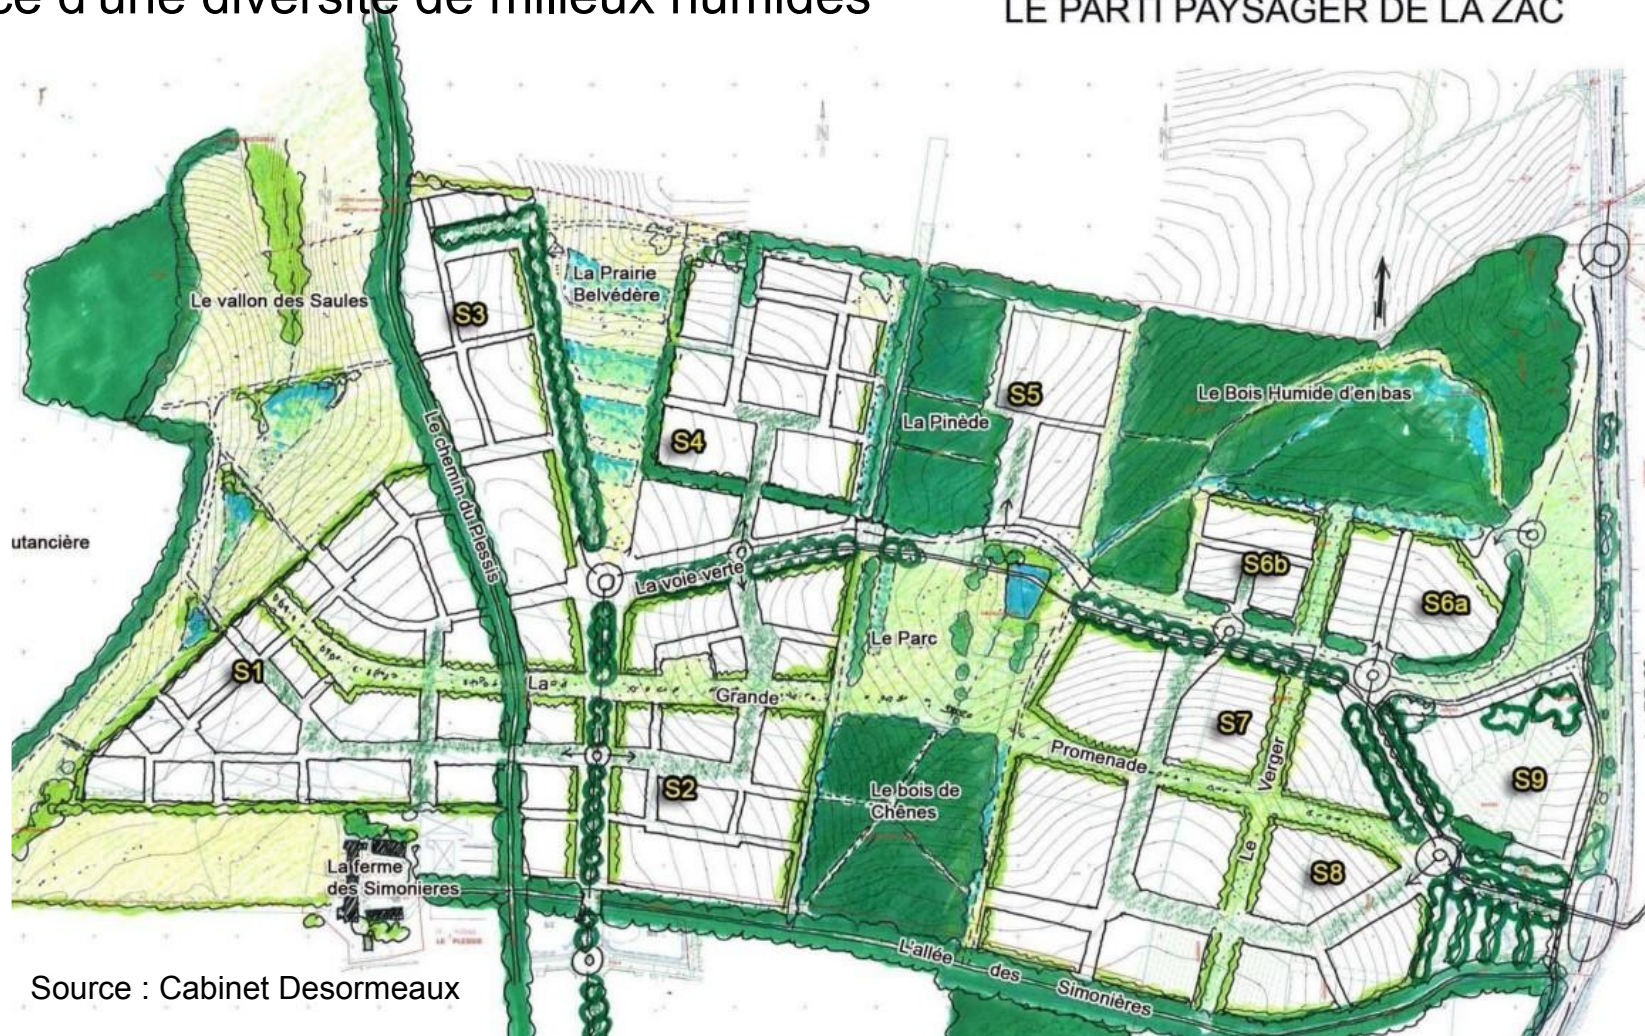 ce d'une diversité de milieux humides
LE PARTI PAYSAGER DE LA ZAC
N
N
N
La Prairie
Belvédère
Le vallon des Saules
S3
S5
Le Bois Humide d'en bas
La Pinède
S4
Le chemin du Plessis
utancière
La voie verte
S6b
S6a
Le Parc
S1
La
Grande
Promenade
S7
Le Verger
S2
Le bois de
Chênes
S9
La ferme
des Simonieres
S8
LE PLESSIS
L'allée des Simonières
Source : Cabinet Desormeaux